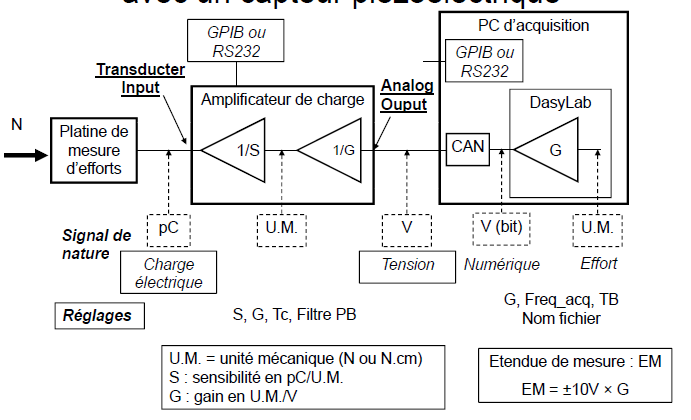 avec un capteur piézoélectrique
GPIB ou
RS232
PC d'acquisition
GPIB ou
RS232
Transducter
Input
Analog
Ouput
Amplificateur de charge
DasyLab
N
Platine de
mesure
d'efforts
1/S
1/G
CAN
G
Signal de
nature
pC
U.M.
V
V (bit)
U.M.
Charge
électrique
Tension
Numérique
Effort
Réglages
S, G, Tc, Filtre PB
G, Freq_acq, TB
Nom fichier
U.M. = unité mécanique (N ou N.cm)
S : sensibilité en pC/U.M.
G : gain en U.M./V
Etendue de mesure : EM
EM = ±10V × G